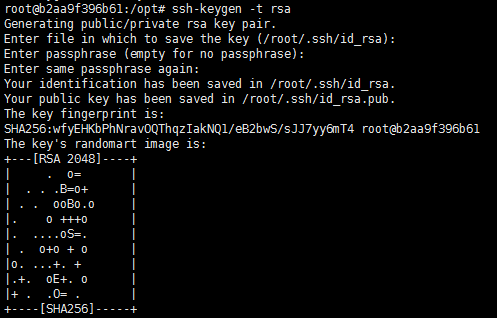 root@b2aa9f396b61:/opt# ssh-keygen -t rsa
Generating public/private rsa key pair.
Enter file in which to save the key (/root/.ssh/id_rsa):
Enter passphrase (empty for no passphrase):
Enter same passphrase again:
Your identification has been saved in /root/.ssh/id_rsa.
Your public key has been saved in /root/.ssh/id_rsa.pub.
The key fingerprint is:
SHA256:wfyEHKbPhNravOQThqzIakNQ1/eB2bwS/sJJ7yy6mT4 root@b2aa9f396b61
The key's randomart image is:
+---[RSA 2048]----+
|     .  o=       |
|  . . .B=o+      |
| . .  ooBo.o     |
|.    o +++o      |
|.  ....oS=.      |
| .  o+o + o      |
|o. ...+. +       |
|.+.  oE+. o      |
|+ .  .O= .       |
+----[SHA256]-----+